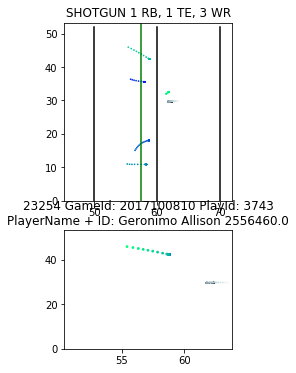 SHOTGUN 1 RB, 1 TE, 3 WR
50
40
30
20
10
0
50 60 70
23254 GameId: 2017100810 PlayId: 3743
PlayerName + ID: Geronimo Allison 2556460.0
40
20
0
55 60